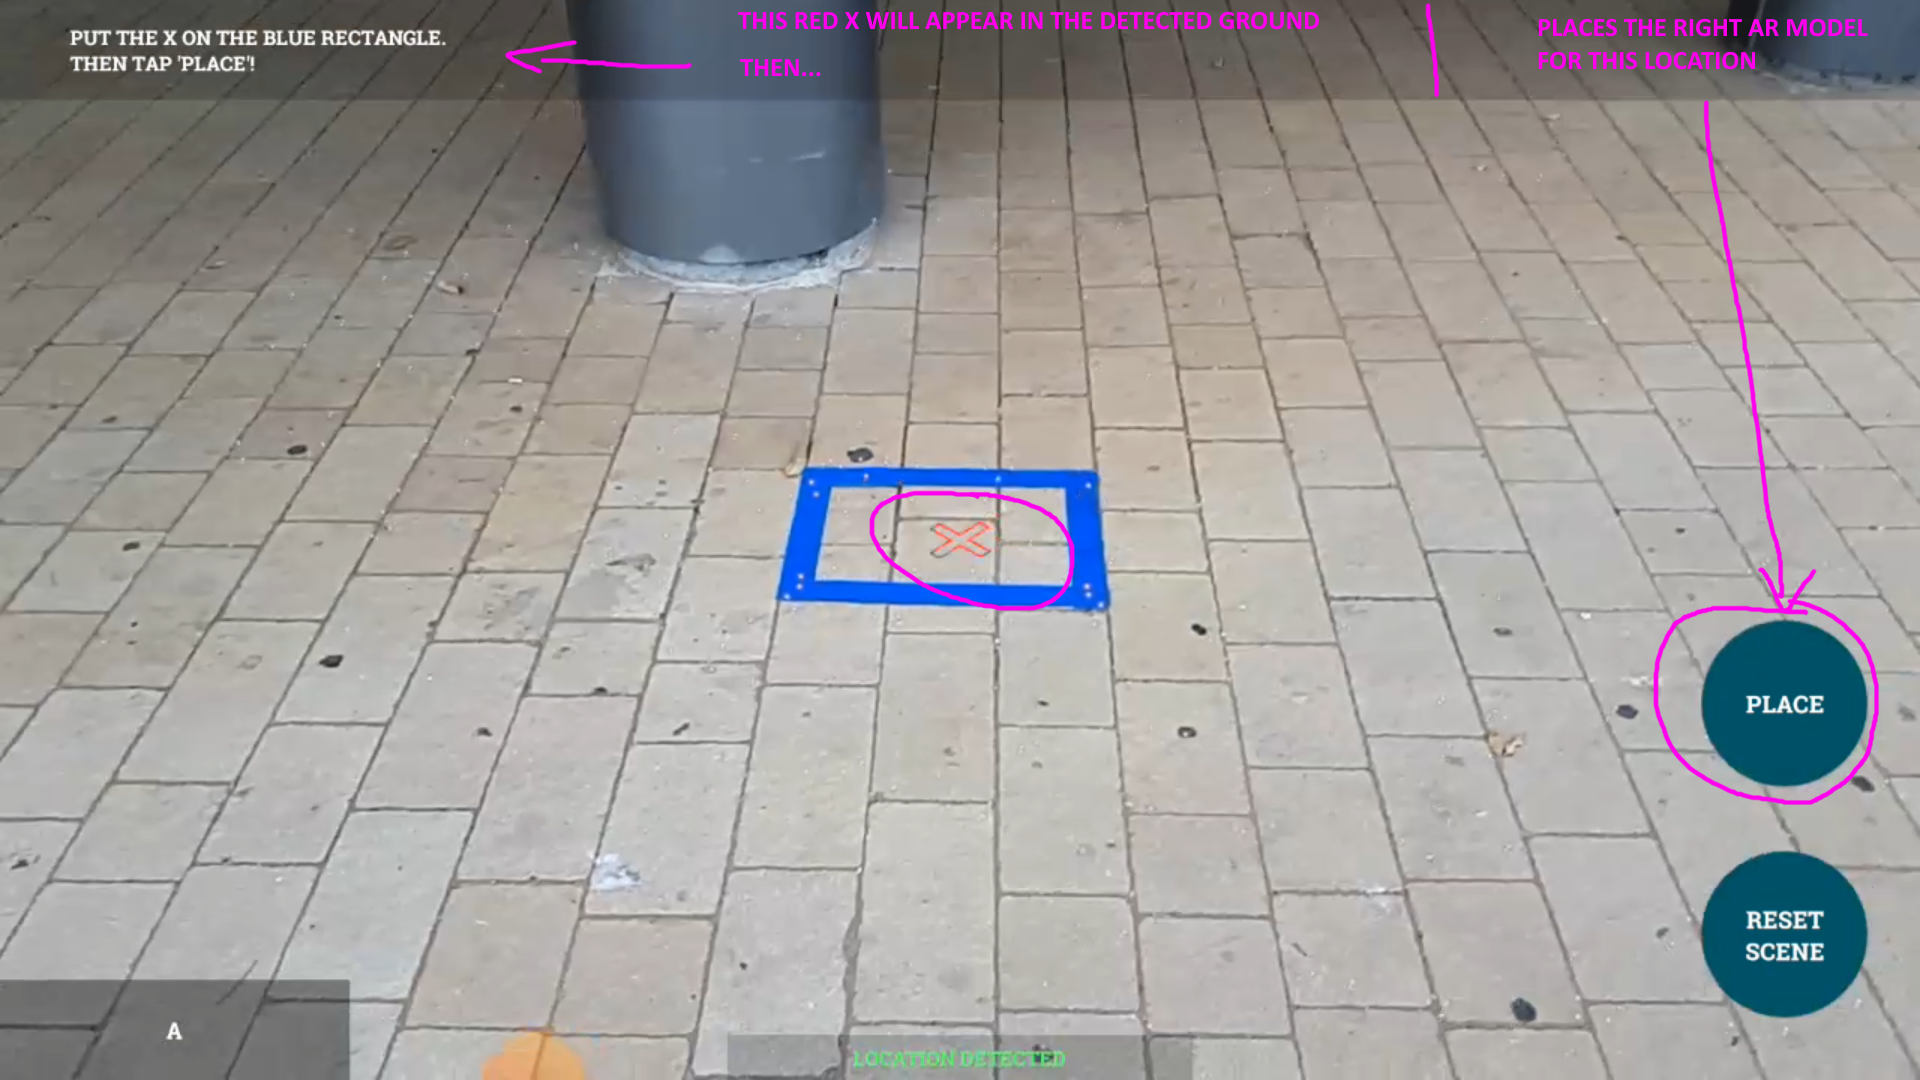 PUT THE X ON THE BLUE RECTANGLE.
THEN TAP 'PLACE'!
THIS RED X WILL APPEAR IN THE DETECTED GROUND
THEN...
PLACES THE RIGHT AR MODEL
FOR THIS LOCATION
PLACE
RESET
SCENE
A
LOCATION DETECTED